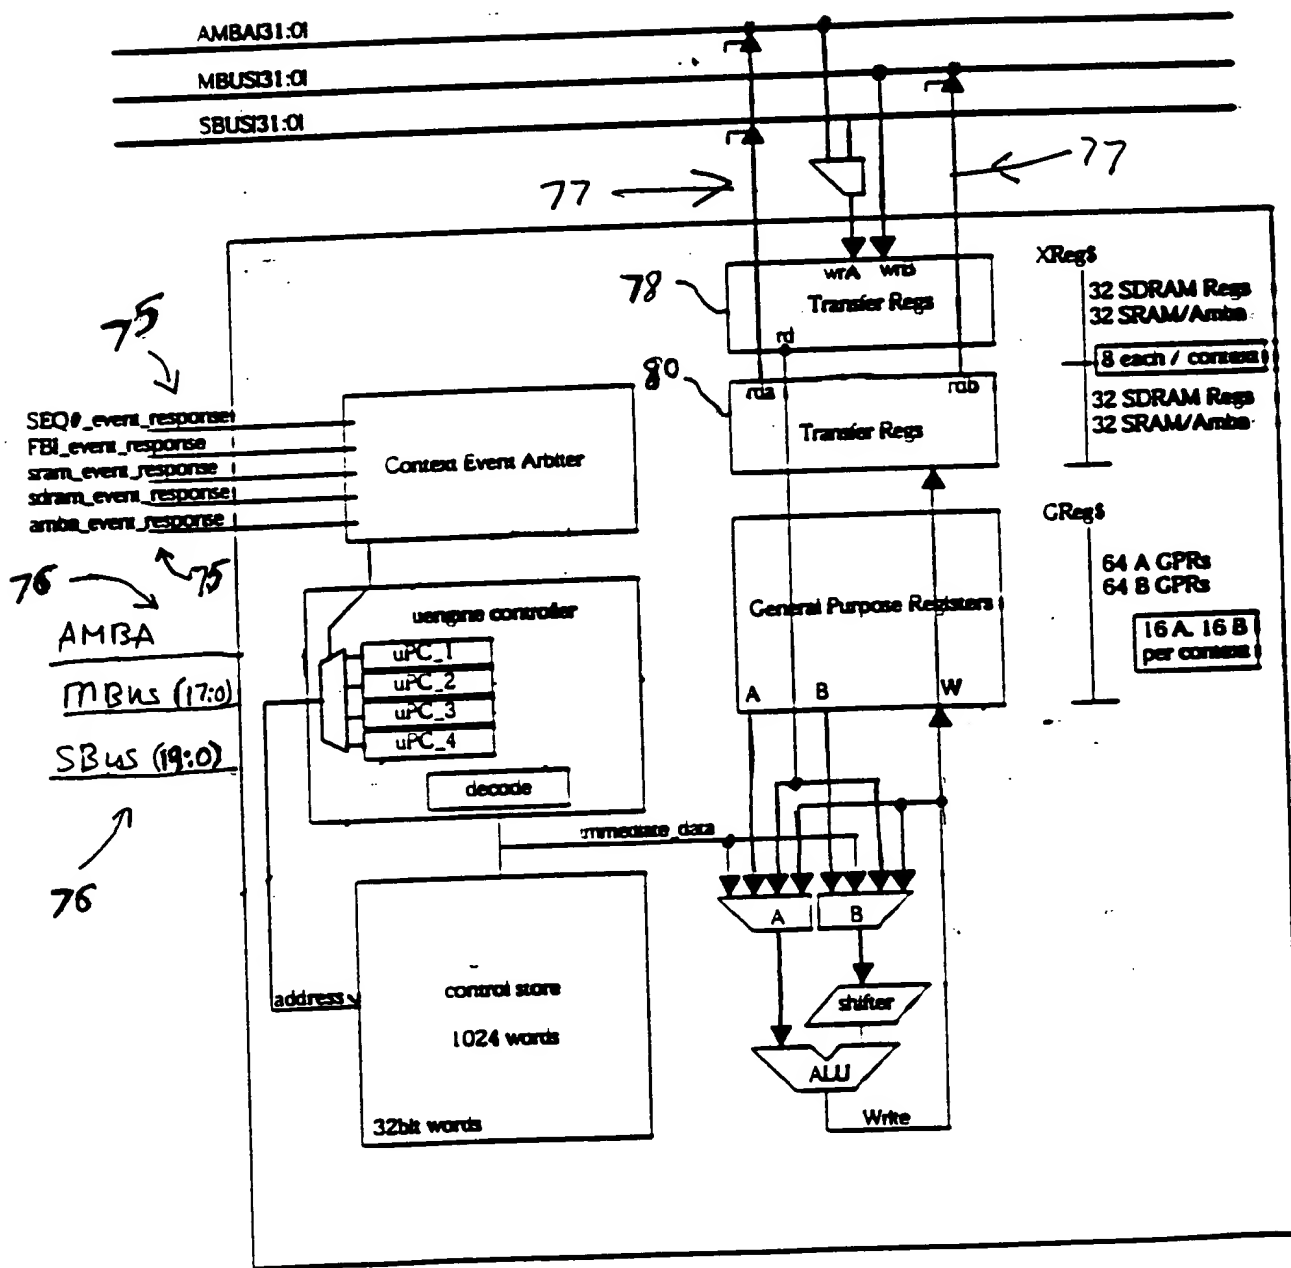 AMBA[31:0]
MBUS[31:0]
SBUS[31:0]
77
77
wrA wrB
Transfer Regs
rd
78
XReg$
32 SDRAM Regs
32 SRAM/Amba
8 each / context
32 SDRAM Regs
32 SRAM/Amba
75
80
rda
rdb
Transfer Regs
SEQ#_event_response
FBI_event_response
sram_event_response
sdram_event_response
amba_event_response
Context Event Arbiter
75
76
AMBA
MBus (17:0)
SBus (19:0)
76
GReg$
64 A GPRs
64 B GPRs
16 A. 16 B
per context
General Purpose Registers
A B W
uengine controller
uPC_1
uPC_2
uPC_3
uPC_4
decode
immediate_data
A
B
address
control store
1024 words
32bit words
shifter
ALU
Write